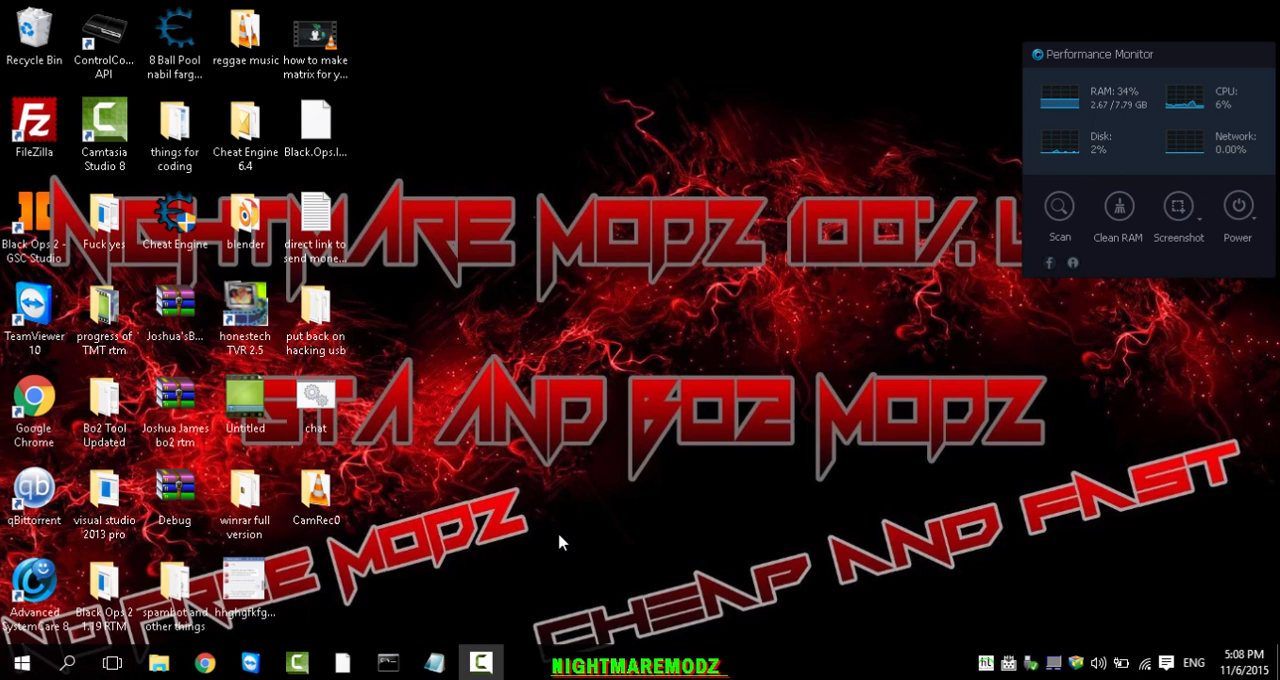 Recycle Bin
ControlCo...
API
8 Ball Pool
nabil farg...
reggae music
how to make
matrix for y...
FileZilla
Camtasia
Studio 8
things for
coding
Cheat Engine
6.4
Black.Ops.I...
Black Ops 2 -
GSC Studio
Fuck yes
Cheat Engine
blender
direct link to
send mone...
TeamViewer
10
progress of
TMT rtm
Joshua'sB...
honestech
TVR 2.5
put back on
hacking usb
Google
Chrome
Bo2 Tool
Updated
Joshua James
bo2 rtm
Untitled
chat
qBittorrent
visual studio
2013 pro
Debug
winrar full
version
CamRec0
Advanced
SystemCare 8
Black Ops 2
1.19 RTM
spambot and
other things
hhghgfkfg...
NIGHTMARE MODZ 100% L
GTA AND BO2 MODZ
MODZ
CHEAP AND FAST
Performance Monitor
RAM: 34%
2.67 /7.79 GB
CPU:
6%
Disk:
2%
Network:
0.00%
Scan
Clean RAM
Screenshot
Power
NIGHTMAREMODZ
ENG
5:08 PM
11/6/2015